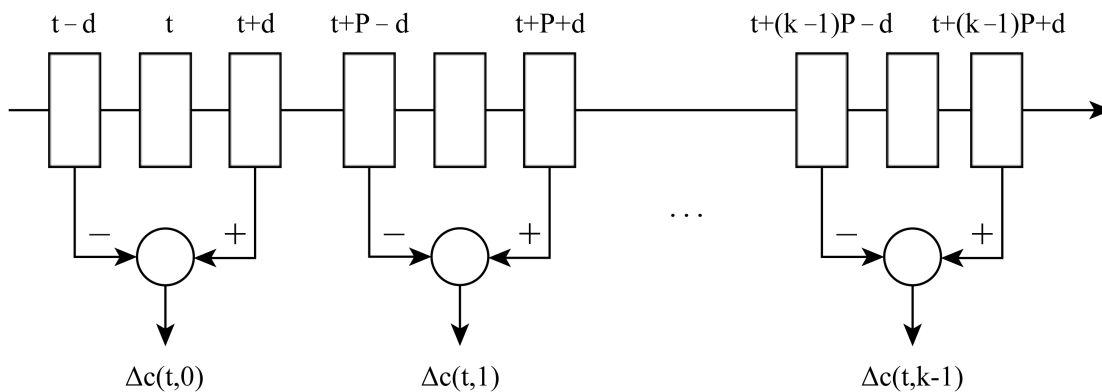 t – d t t+d t+P – d t+P+d t+(k –1)P – d t+(k –1)P+d
– + – + – +
...
Δc(t,0) Δc(t,1) Δc(t,k-1)